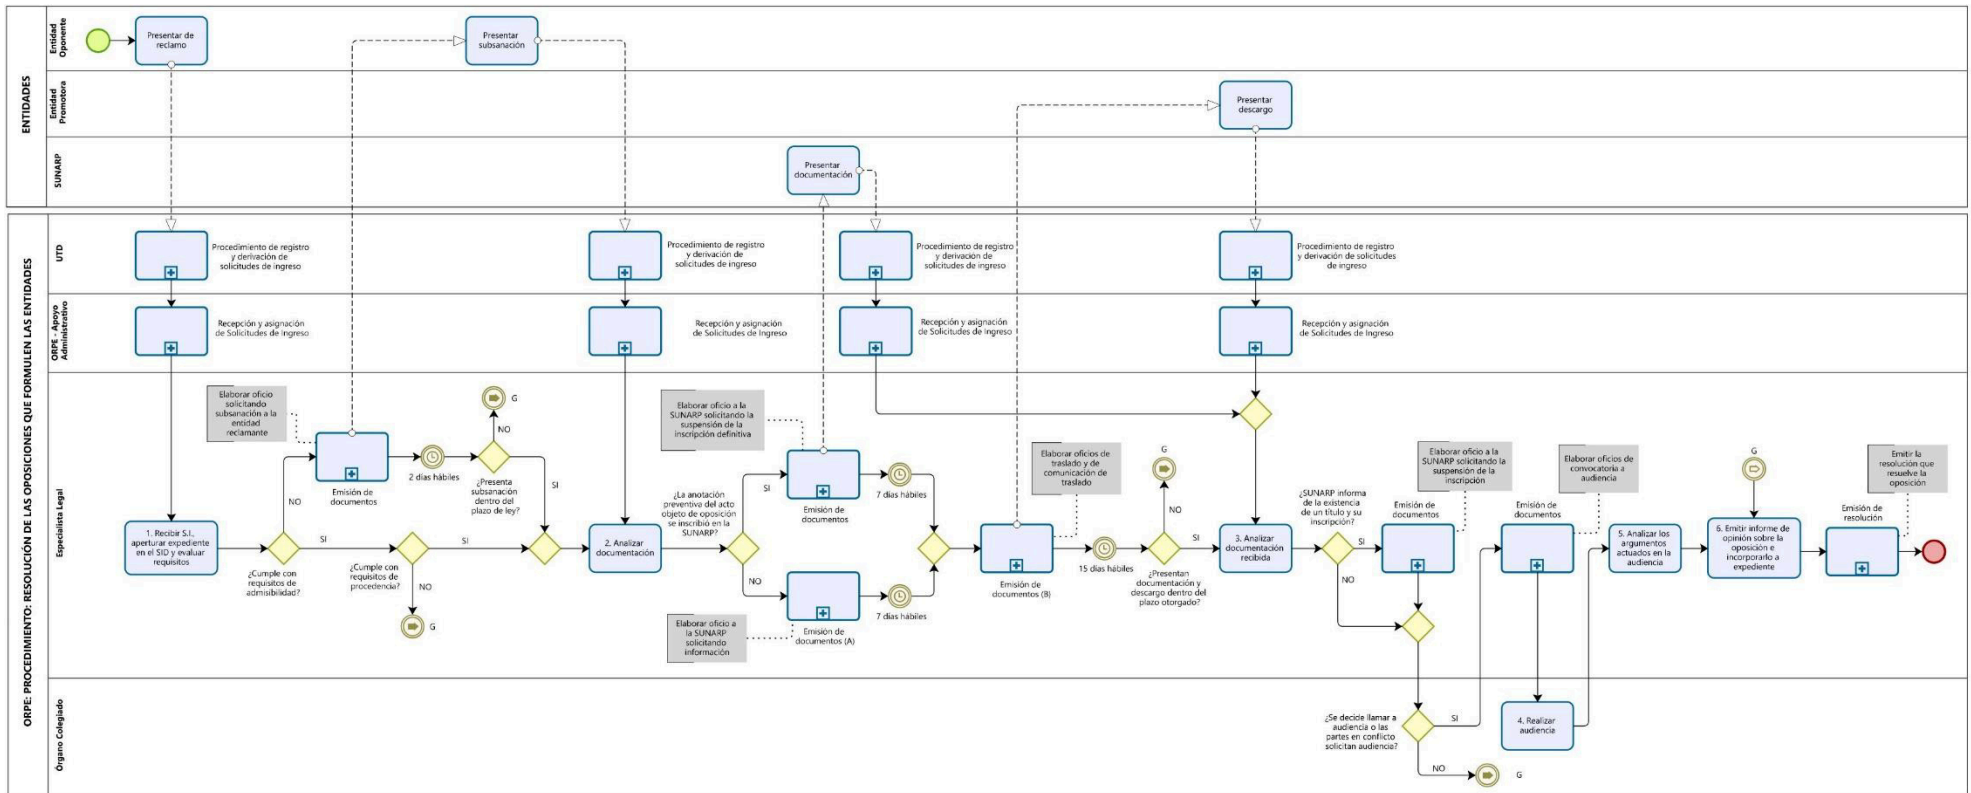 ENTIDADES
Entidad
Oponente
Presentar de
reclamo
Presentar
subsanación
Entidad
Promotora
Presentar
descargo
SUNARP
Presentar
documentación
ORPE: PROCEDIMIENTO: RESOLUCIÓN DE LAS OPOSICIONES QUE FORMULEN LAS ENTIDADES
UTD
Procedimiento de registro
y derivación de
solicitudes de ingreso
Procedimiento de registro
y derivación de
solicitudes de ingreso
Procedimiento de registro
y derivación de
solicitudes de ingreso
Procedimiento de registro
y derivación de solicitudes
de ingreso
ORPE - Apoyo
Administrativo
Recepción y asignación
de Solicitudes de Ingreso
Recepción y asignación
de Solicitudes de Ingreso
Recepción y asignación
de Solicitudes de Ingreso
Recepción y asignación
de Solicitudes de Ingreso
Especialista Legal
1. Recibir S.I.,
aperturar expediente
en el SID y evaluar
requisitos
¿Cumple con
requisitos de
admisibilidad?
NO
SI
Elaborar oficio
solicitando
subsanación a la
entidad
reclamante
Emisión de
documentos
2 días hábiles
¿Presenta
subsanación
dentro del
plazo de ley?
NO
G
SI
¿Cumple con
requisitos de
procedencia?
SI
NO
G
2. Analizar
documentación
¿La anotación
preventiva del acto
objeto de oposición
se inscribió en la
SUNARP?
SI
NO
Elaborar oficio a la
SUNARP solicitando la
suspensión de la
inscripción definitiva
Emisión de
documentos
7 días hábiles
Elaborar oficio a
la SUNARP
solicitando
información
Emisión de
documentos (A)
7 días hábiles
Elaborar oficios de
traslado y de
comunicación de
traslado
Emisión de
documentos (B)
15 días hábiles
¿Presentan
documentación y
descargo dentro del
plazo otorgado?
NO
G
SI
3. Analizar
documentación
recibida
¿SUNARP informa
de la existencia
de un título y su
inscripción?
SI
NO
Elaborar oficio a la
SUNARP solicitando la
suspensión de la
inscripción
Emisión de
documentos
Elaborar oficios de
convocatoria a
audiencia
Emisión de
documentos
5. Analizar los
argumentos
actuados en la
audiencia
G
6. Emitir informe de
opinión sobre la
oposición e
incorporarlo a
expediente
Emitir la
resolución que
resuelve la
oposición
Emisión de
resolución
Órgano Colegiado
¿Se decide llamar a
audiencia o las
partes en conflicto
solicitan audiencia?
SI
NO
G
4. Realizar
audiencia